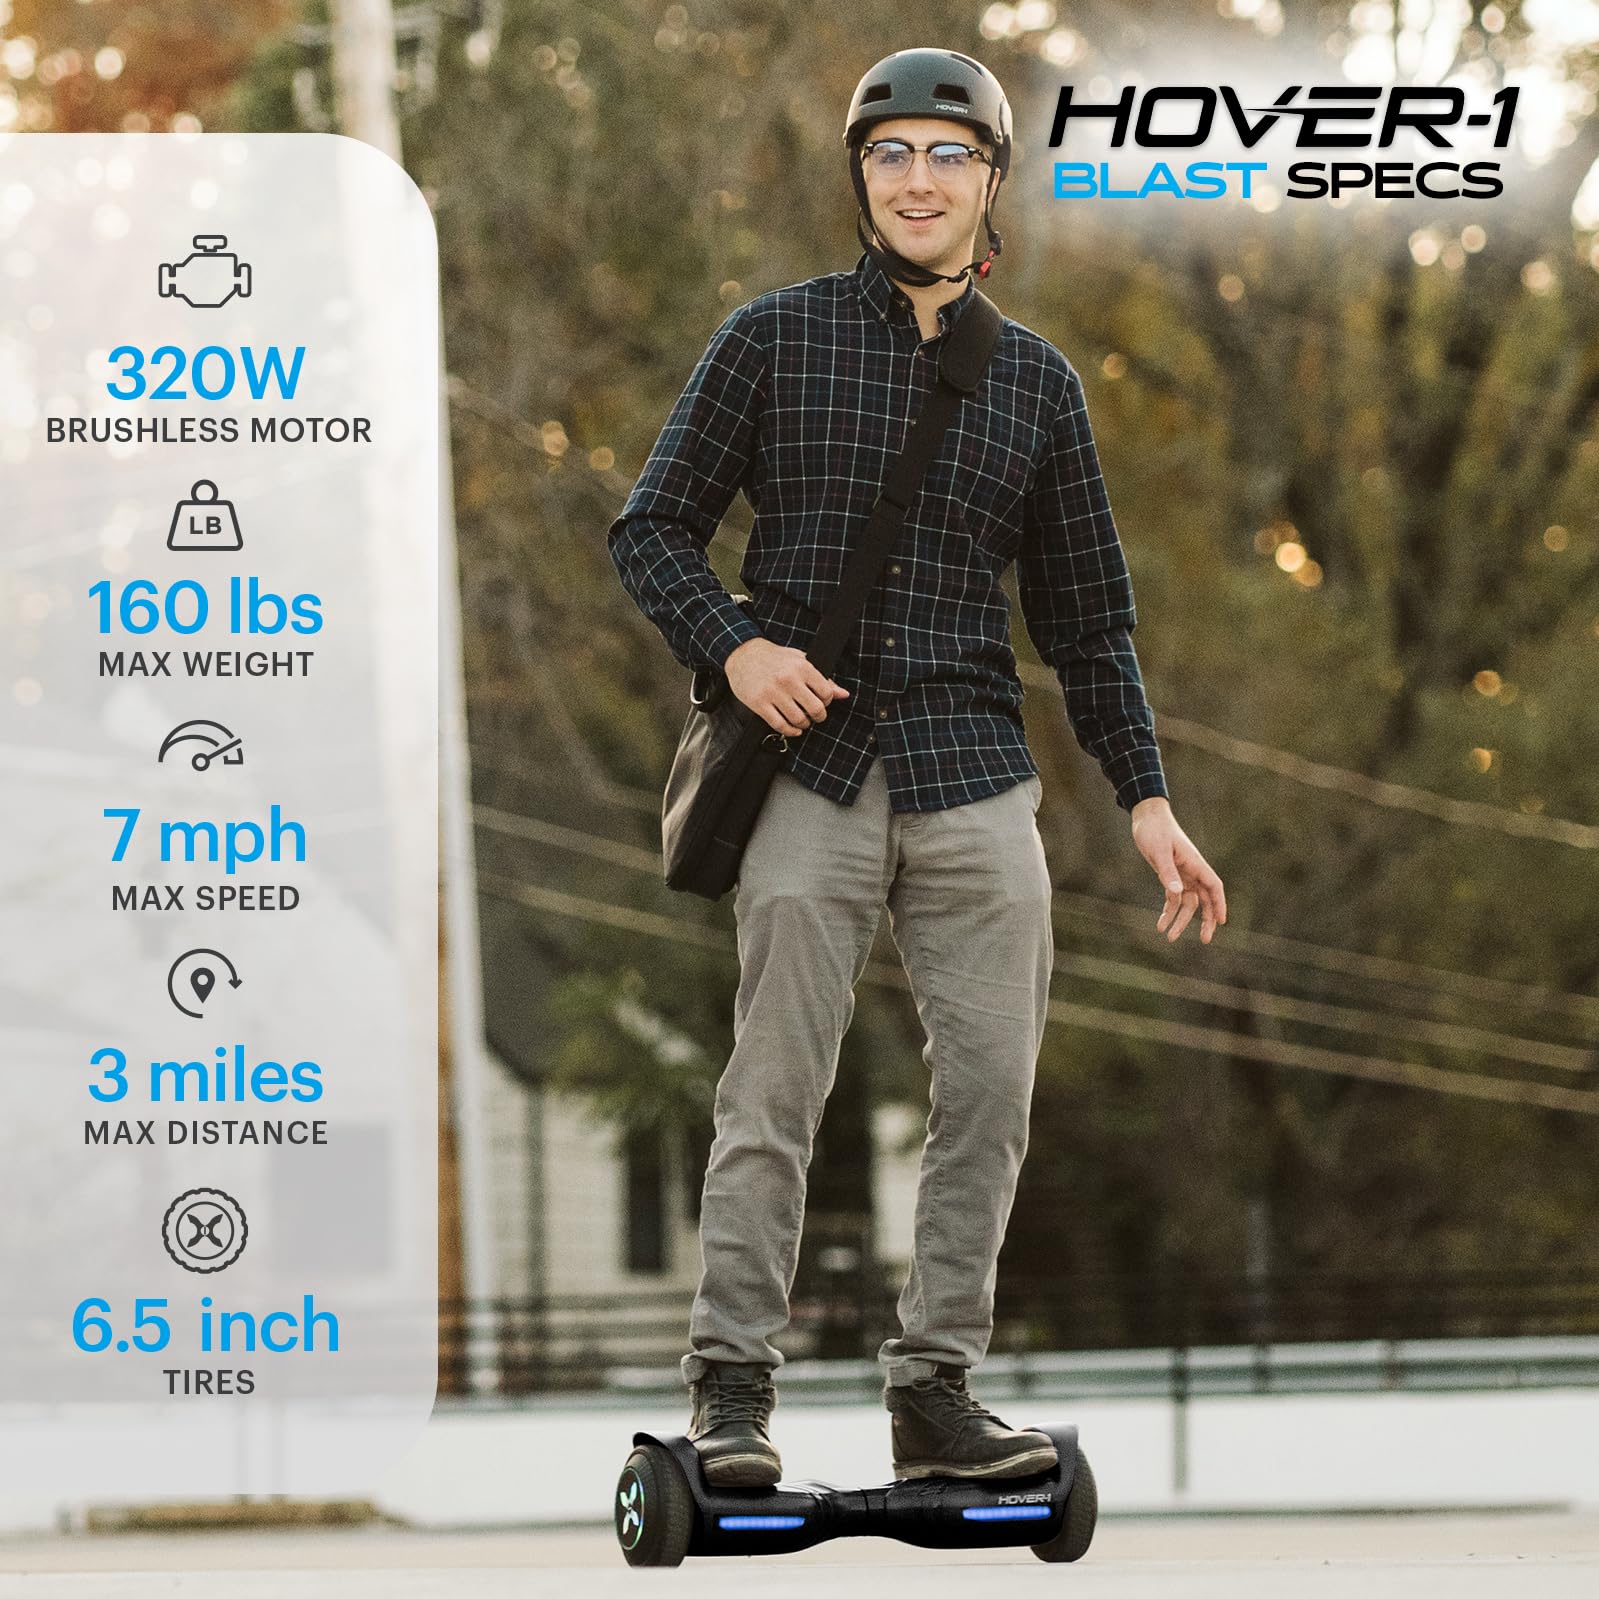 HOVER-1
HOVER-1
BLAST SPECS
320W
BRUSHLESS MOTOR
LB
160 lbs
MAX WEIGHT
7 mph
MAX SPEED
3 miles
MAX DISTANCE
6.5 inch
TIRES
HOVER-1